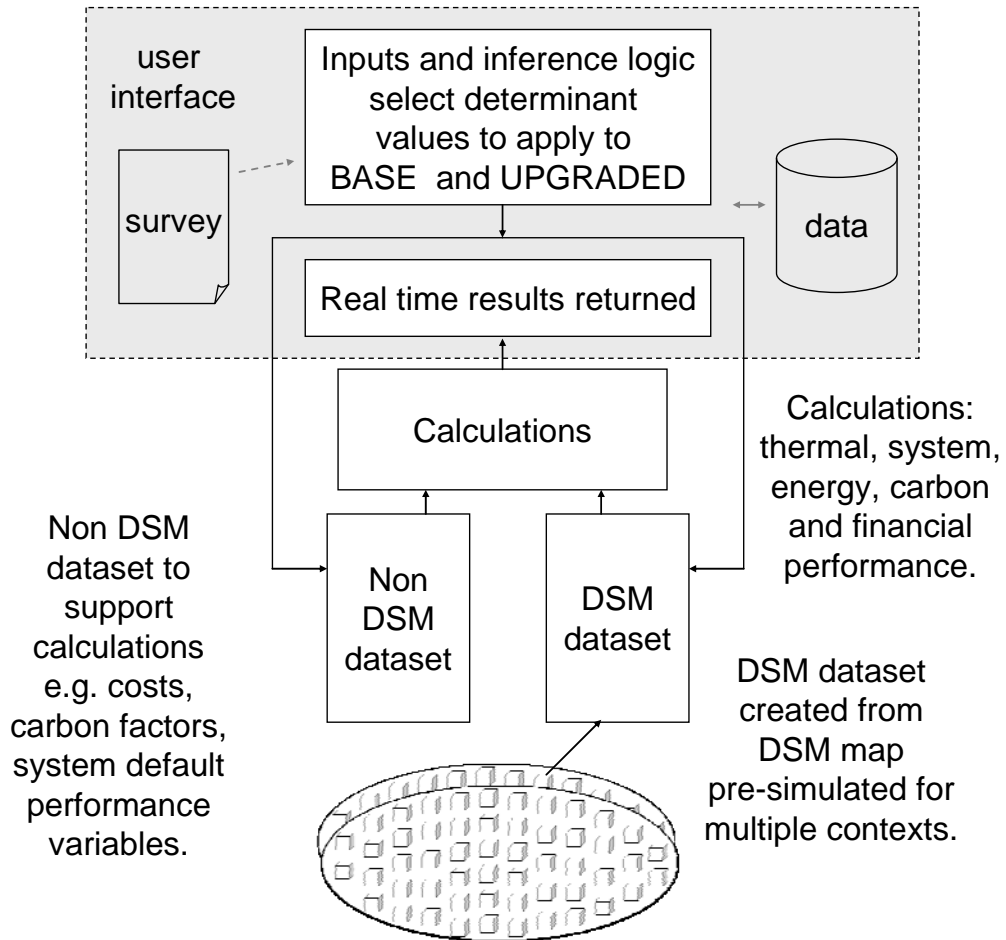 user
interface
Inputs and inference logic
select determinant
values to apply to
BASE and UPGRADED
survey
data
Real time results returned
Calculations
Calculations:
thermal, system,
energy, carbon
and financial
performance.
Non DSM
dataset to
support
calculations
e.g. costs,
carbon factors,
system default
performance
variables.
Non
DSM
dataset
DSM
dataset
DSM dataset
created from
DSM map
pre-simulated for
multiple contexts.